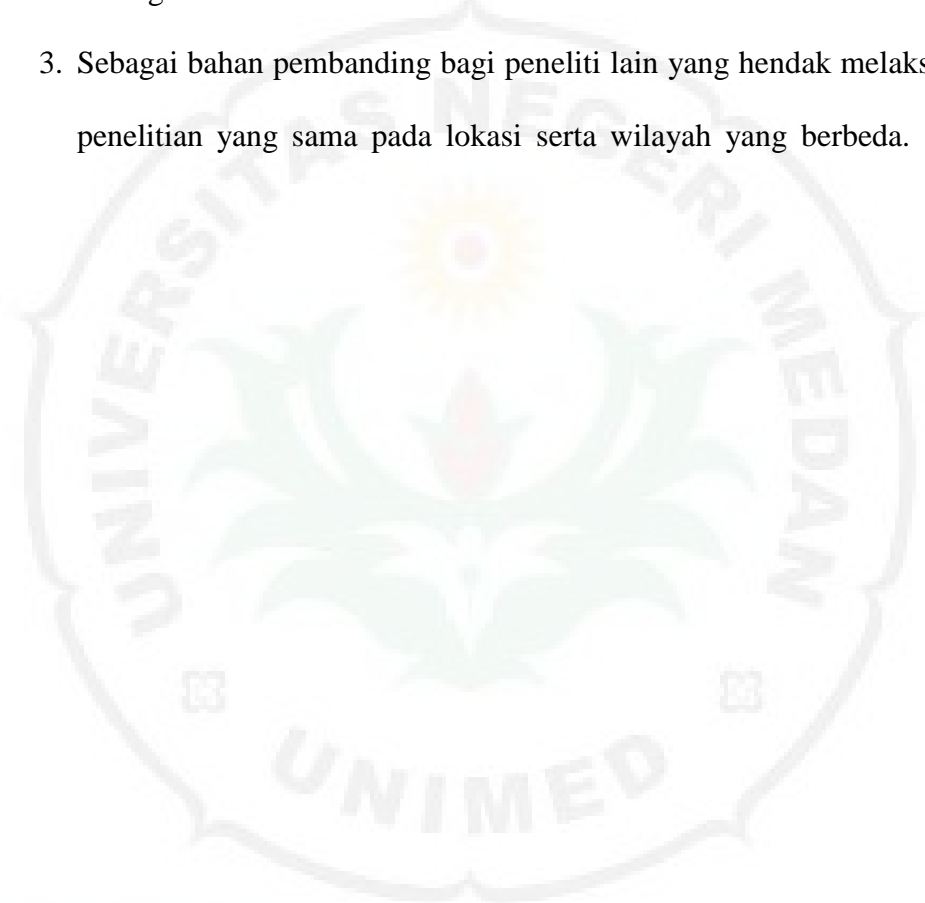 3. Sebagai bahan pembanding bagi peneliti lain yang hendak
penelitian yang sama pada lokasi serta wilayah yang berbeda.
UNIVERSITAS NEGERI MEDAN
UNIMED